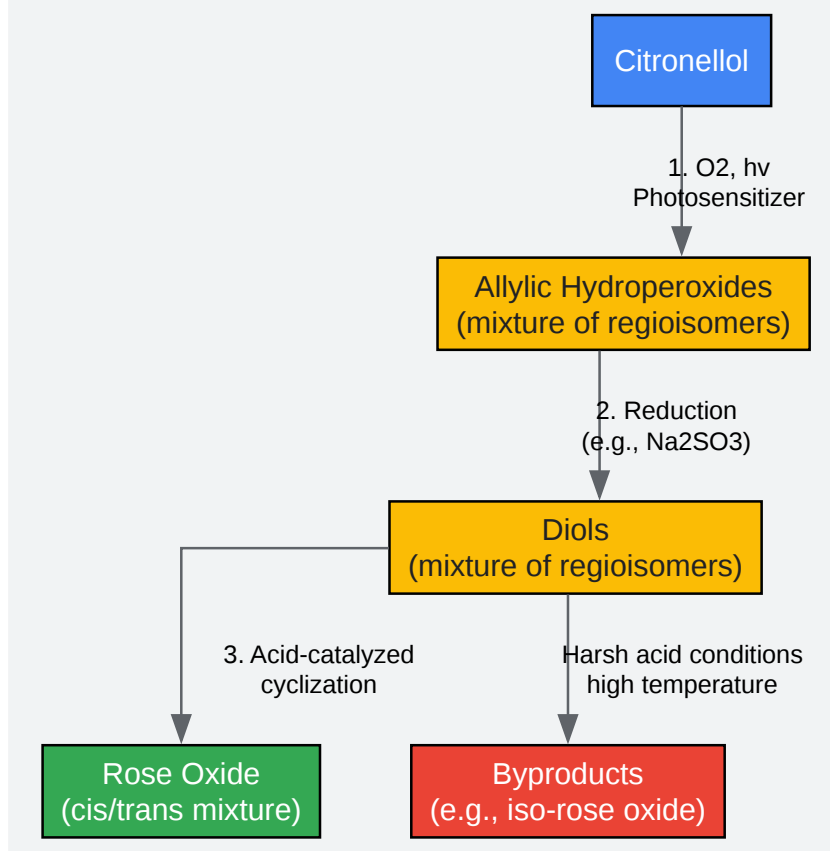 Citronellol
1. O2, hv
Photosensitizer
Allylic Hydroperoxides
(mixture of regioisomers)
2. Reduction
(e.g., Na2SO3)
Diols
(mixture of regioisomers)
3. Acid-catalyzed
cyclization
Harsh acid conditions
high temperature
Rose Oxide
(cis/trans mixture)
Byproducts
(e.g., iso-rose oxide)